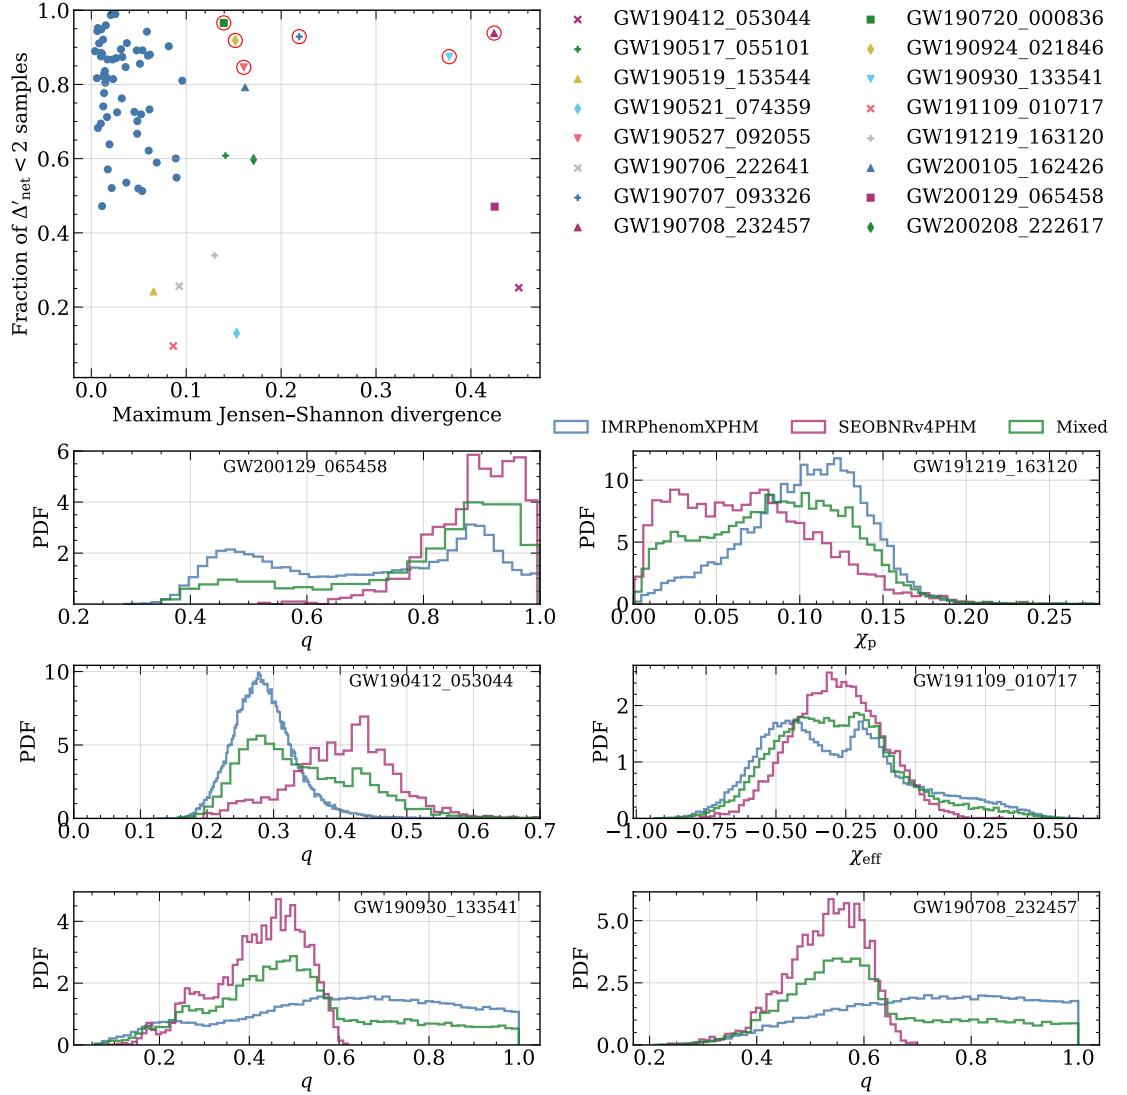 1.0
0.8
0.6
0.4
0.2
Fraction of Δ′net < 2 samples
0.0 0.1 0.2 0.3 0.4
Maximum Jensen–Shannon divergence
GW190412_053044
GW190517_055101
GW190519_153544
GW190521_074359
GW190527_092055
GW190706_222641
GW190707_093326
GW190708_232457
GW190720_000836
GW190924_021846
GW190930_133541
GW191109_010717
GW191219_163120
GW200105_162426
GW200129_065458
GW200208_222617
IMRPhenomXPHM SEOBNRv4PHM Mixed
GW200129_065458
6
4
2
0
PDF
0.2 0.4 0.6 0.8 1.0
q
GW191219_163120
10
5
0
PDF
0.00 0.05 0.10 0.15 0.20 0.25
χp
GW190412_053044
10
5
0
PDF
0.0 0.1 0.2 0.3 0.4 0.5 0.6 0.7
q
GW191109_010717
2
1
0
PDF
−1.00 −0.75 −0.50 −0.25 0.00 0.25 0.50
χeff
GW190930_133541
4
2
0
PDF
0.2 0.4 0.6 0.8 1.0
q
GW190708_232457
5.0
2.5
0.0
PDF
0.2 0.4 0.6 0.8 1.0
q